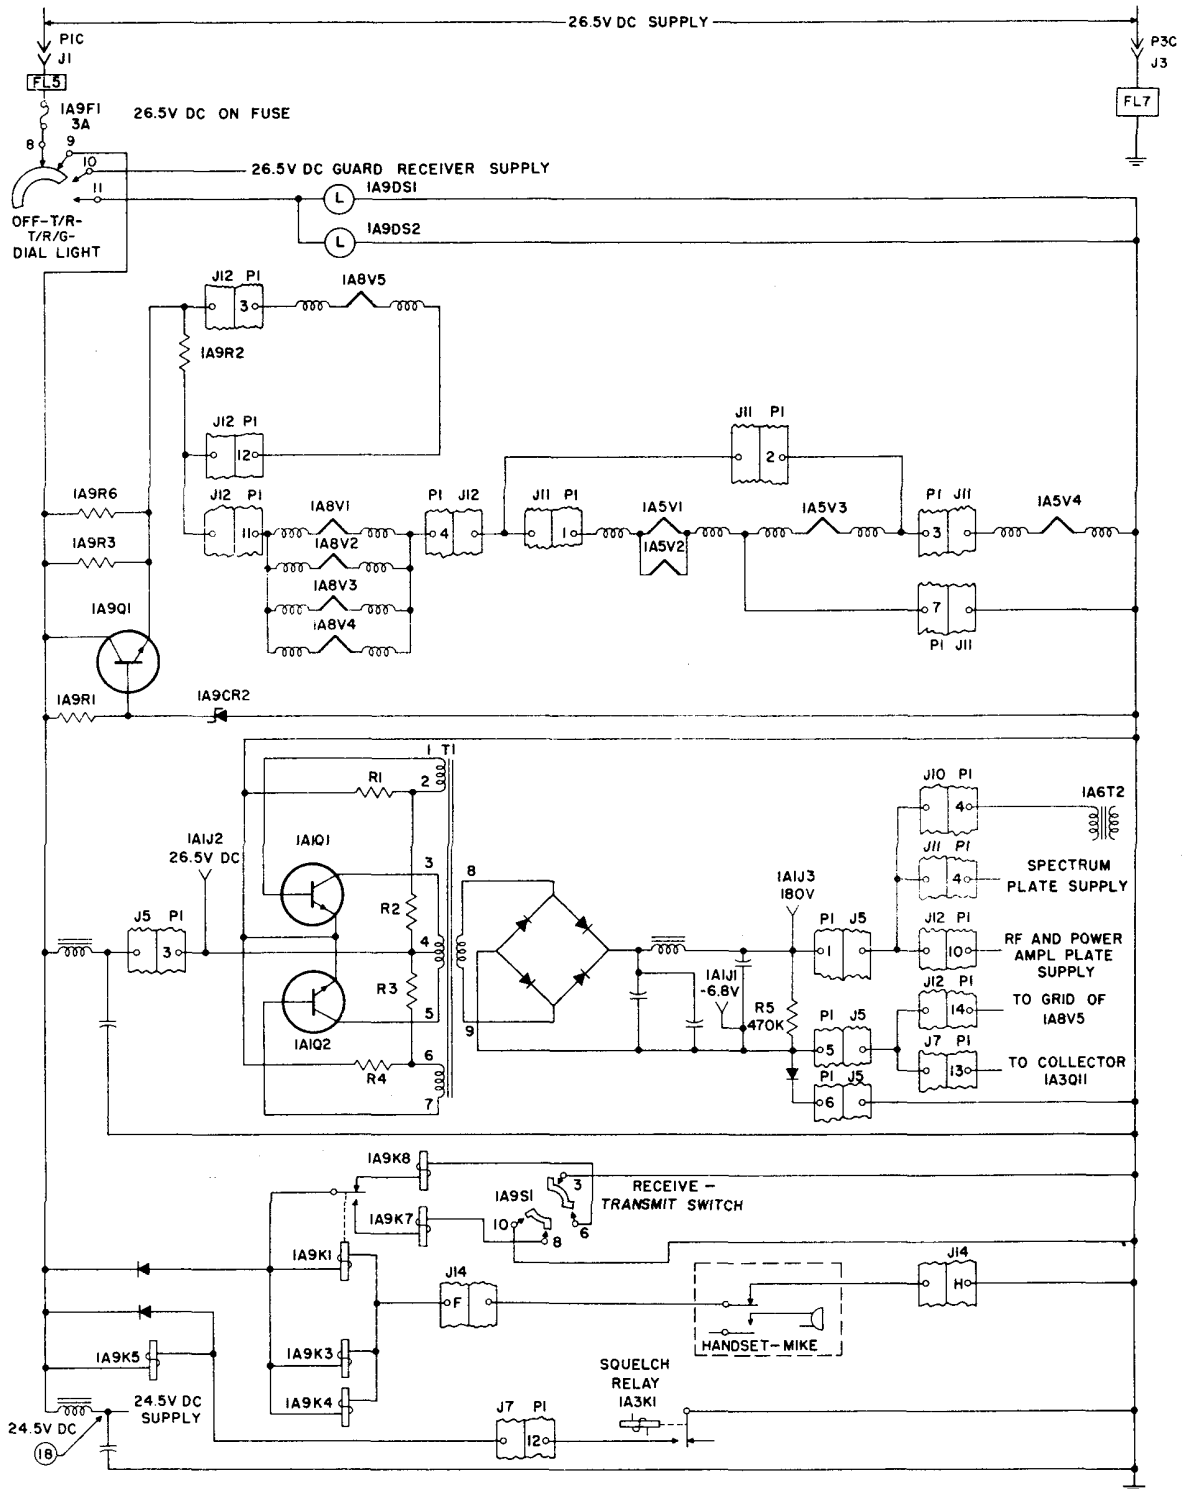 26.5V DC SUPPLY
P1C
J1
P3C
J3
FL5
FL7
1A9F1
3A
26.5V DC ON FUSE
8
9
10
11
26.5V DC GUARD RECEIVER SUPPLY
OFF-T/R-
T/R/G-
DIAL LIGHT
1A9DS1
L
1A9DS2
L
J12 P1
3
1A8V5
1A9R2
J12 P1
12
J11 P1
2
1A9R6
J12 P1
11
1A8V1
P1 J12
4
J11 P1
1
1A5V1
1A5V3
P1 J11
3
1A5V4
1A9R3
1A8V2
1A5V2
1A8V3
1A9Q1
7
P1 J11
1A8V4
1A9R1
1A9CR2
1 T1
2
R1
J10 P1
4
1A6T2
1A1J2
26.5V DC
1A1Q1
3
8
J11 P1
4
SPECTRUM
PLATE SUPPLY
1A1J3
180V
R2
J5 P1
3
4
P1 J5
1
J12 P1
10
RF AND POWER
AMPL PLATE
SUPPLY
R3
1A1J1
-6.8V
R5
470K
J12 P1
14
TO GRID OF
1A8V5
5
9
1A1Q2
P1 J5
5
J7 P1
13
TO COLLECTOR
1A3Q11
6
R4
7
P1 J5
6
1A9K8
3
RECEIVE-
TRANSMIT SWITCH
1A9S1
1A9K7
10
8
6
1A9K1
J14
F
J14
H
HANDSET-MIKE
1A9K5
1A9K3
SQUELCH
RELAY
1A3K1
1A9K4
24.5V DC
SUPPLY
24.5V DC
18
J7 P1
12